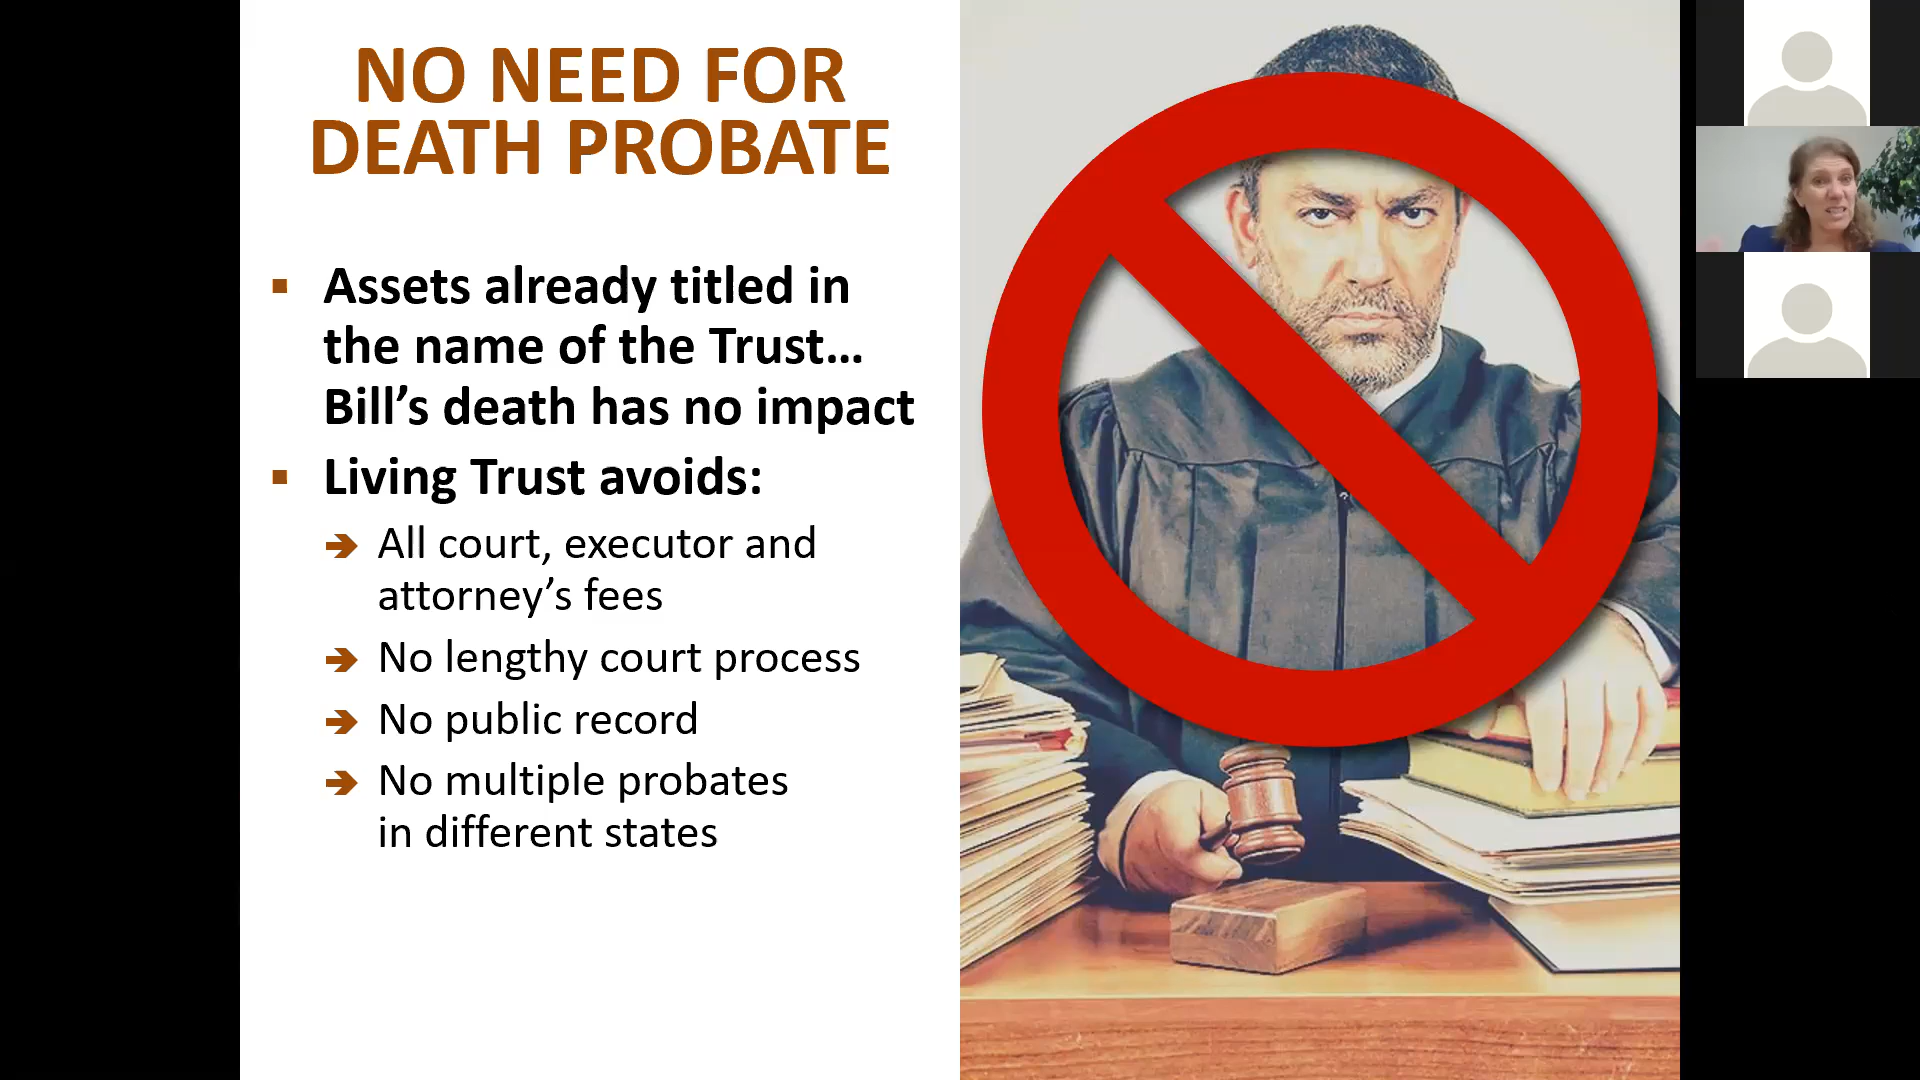 NO NEED FOR
DEATH PROBATE
▪ Assets already titled in
the name of the Trust…
Bill’s death has no impact
▪ Living Trust avoids:
➔ All court, executor and
attorney’s fees
➔ No lengthy court process
➔ No public record
➔ No multiple probates
in different states